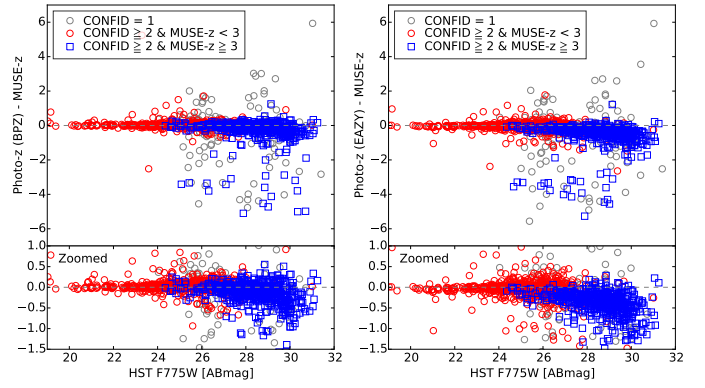 CONFID = 1
CONFID ≧ 2 & MUSE-z < 3
CONFID ≧ 2 & MUSE-z ≧ 3
Photo-z (BPZ) - MUSE-z
6
4
2
0
−2
−4
−6
Zoomed
1.0
0.5
0.0
−0.5
−1.0
−1.5
20 22 24 26 28 30 32
HST F775W [ABmag]
CONFID = 1
CONFID ≧ 2 & MUSE-z < 3
CONFID ≧ 2 & MUSE-z ≧ 3
Photo-z (EAZY) - MUSE-z
6
4
2
0
−2
−4
−6
Zoomed
1.0
0.5
0.0
−0.5
−1.0
−1.5
20 22 24 26 28 30 32
HST F775W [ABmag]